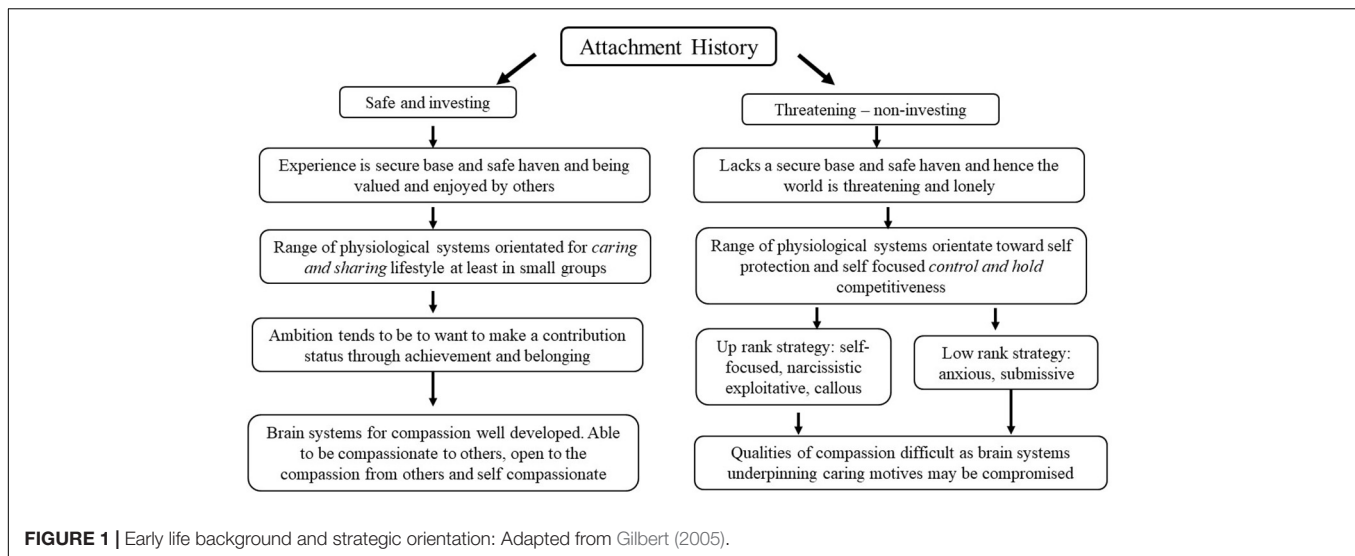 Attachment History
Safe and investing
Experience is secure base and safe haven and being
valued and enjoyed by others
Range of physiological systems orientated for caring
and sharing lifestyle at least in small groups
Ambition tends to be to want to make a contribution
status through achievement and belonging
Brain systems for compassion well developed. Able
to be compassionate to others, open to the
compassion from others and self compassionate
Threatening – non-investing
Lacks a secure base and safe haven and hence the
world is threatening and lonely
Range of physiological systems orientate toward self
protection and self focused control and hold
competitiveness
Up rank strategy: self-
focused, narcissistic
exploitative, callous
Low rank strategy:
anxious, submissive
Qualities of compassion difficult as brain systems
underpinning caring motives may be compromised
FIGURE 1 | Early life background and strategic orientation: Adapted from Gilbert (2005).